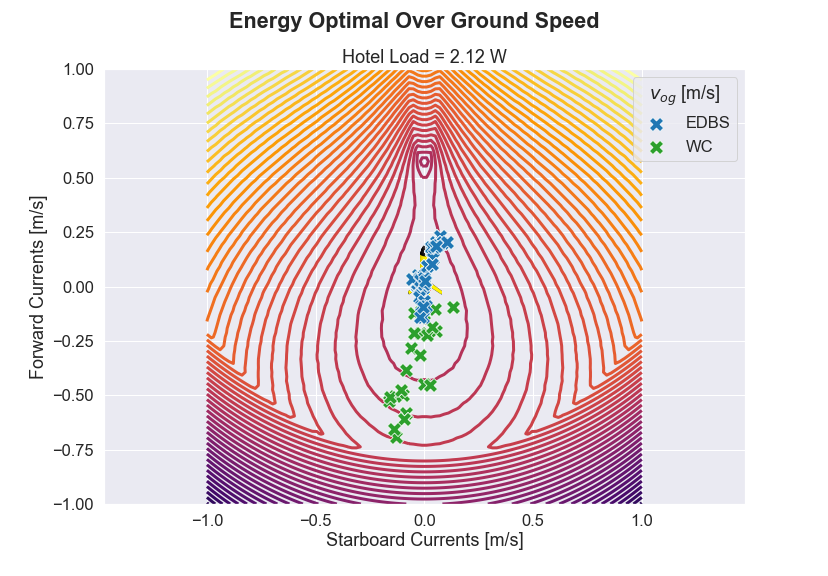 Energy Optimal Over Ground Speed
Hotel Load = 2.12 W
v_og [m/s]
EDBS
WC
Forward Currents [m/s]
1.00
0.75
0.50
0.25
0.00
−0.25
−0.50
−0.75
−1.00
−1.0 −0.5 0.0 0.5 1.0
Starboard Currents [m/s]